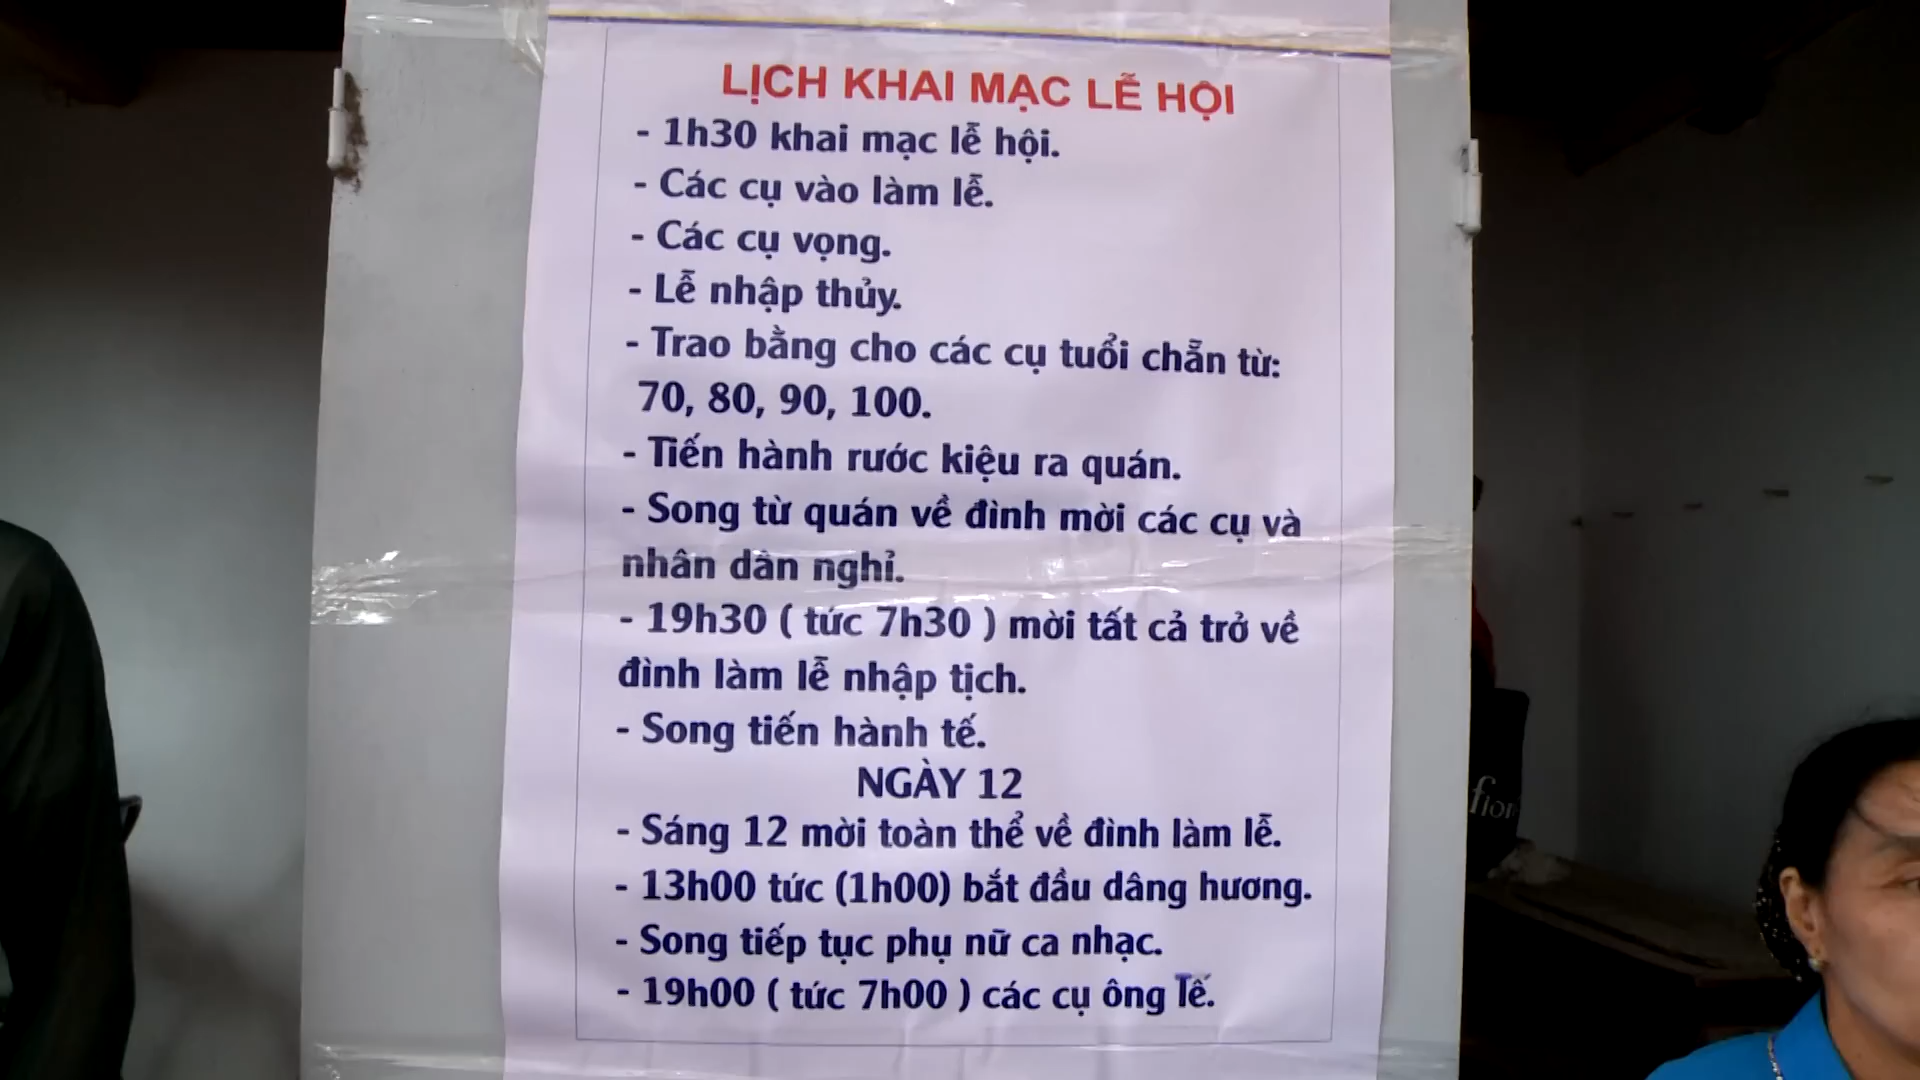 LỊCH KHAI MẠC LỄ HỘI
- 1h30 khai mạc lễ hội.
- Các cụ vào làm lễ.
- Các cụ vọng.
- Lễ nhập thủy.
- Trao bằng cho các cụ tuổi chẵn từ:
70, 80, 90, 100.
- Tiến hành rước kiệu ra quán.
- Song từ quán về đình mời các cụ và
nhân dân nghỉ.
- 19h30 ( tức 7h30 ) mời tất cả trở về
đình làm lễ nhập tịch.
- Song tiến hành tế.
NGÀY 12
- Sáng 12 mời toàn thể về đình làm lễ.
- 13h00 tức (1h00) bắt đầu dâng hương.
- Song tiếp tục phụ nữ ca nhạc.
- 19h00 ( tức 7h00 ) các cụ ông Tế.